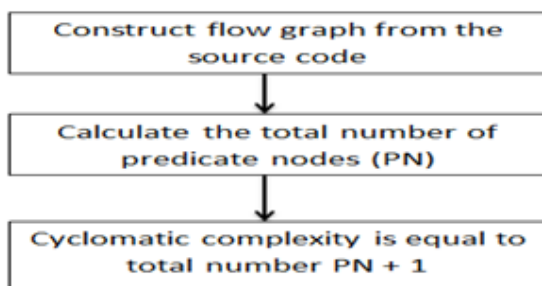 Construct flow graph from the
source code
Calculate the total number of
predicate nodes (PN)
Cyclomatic complexity is equal to
total number PN + 1